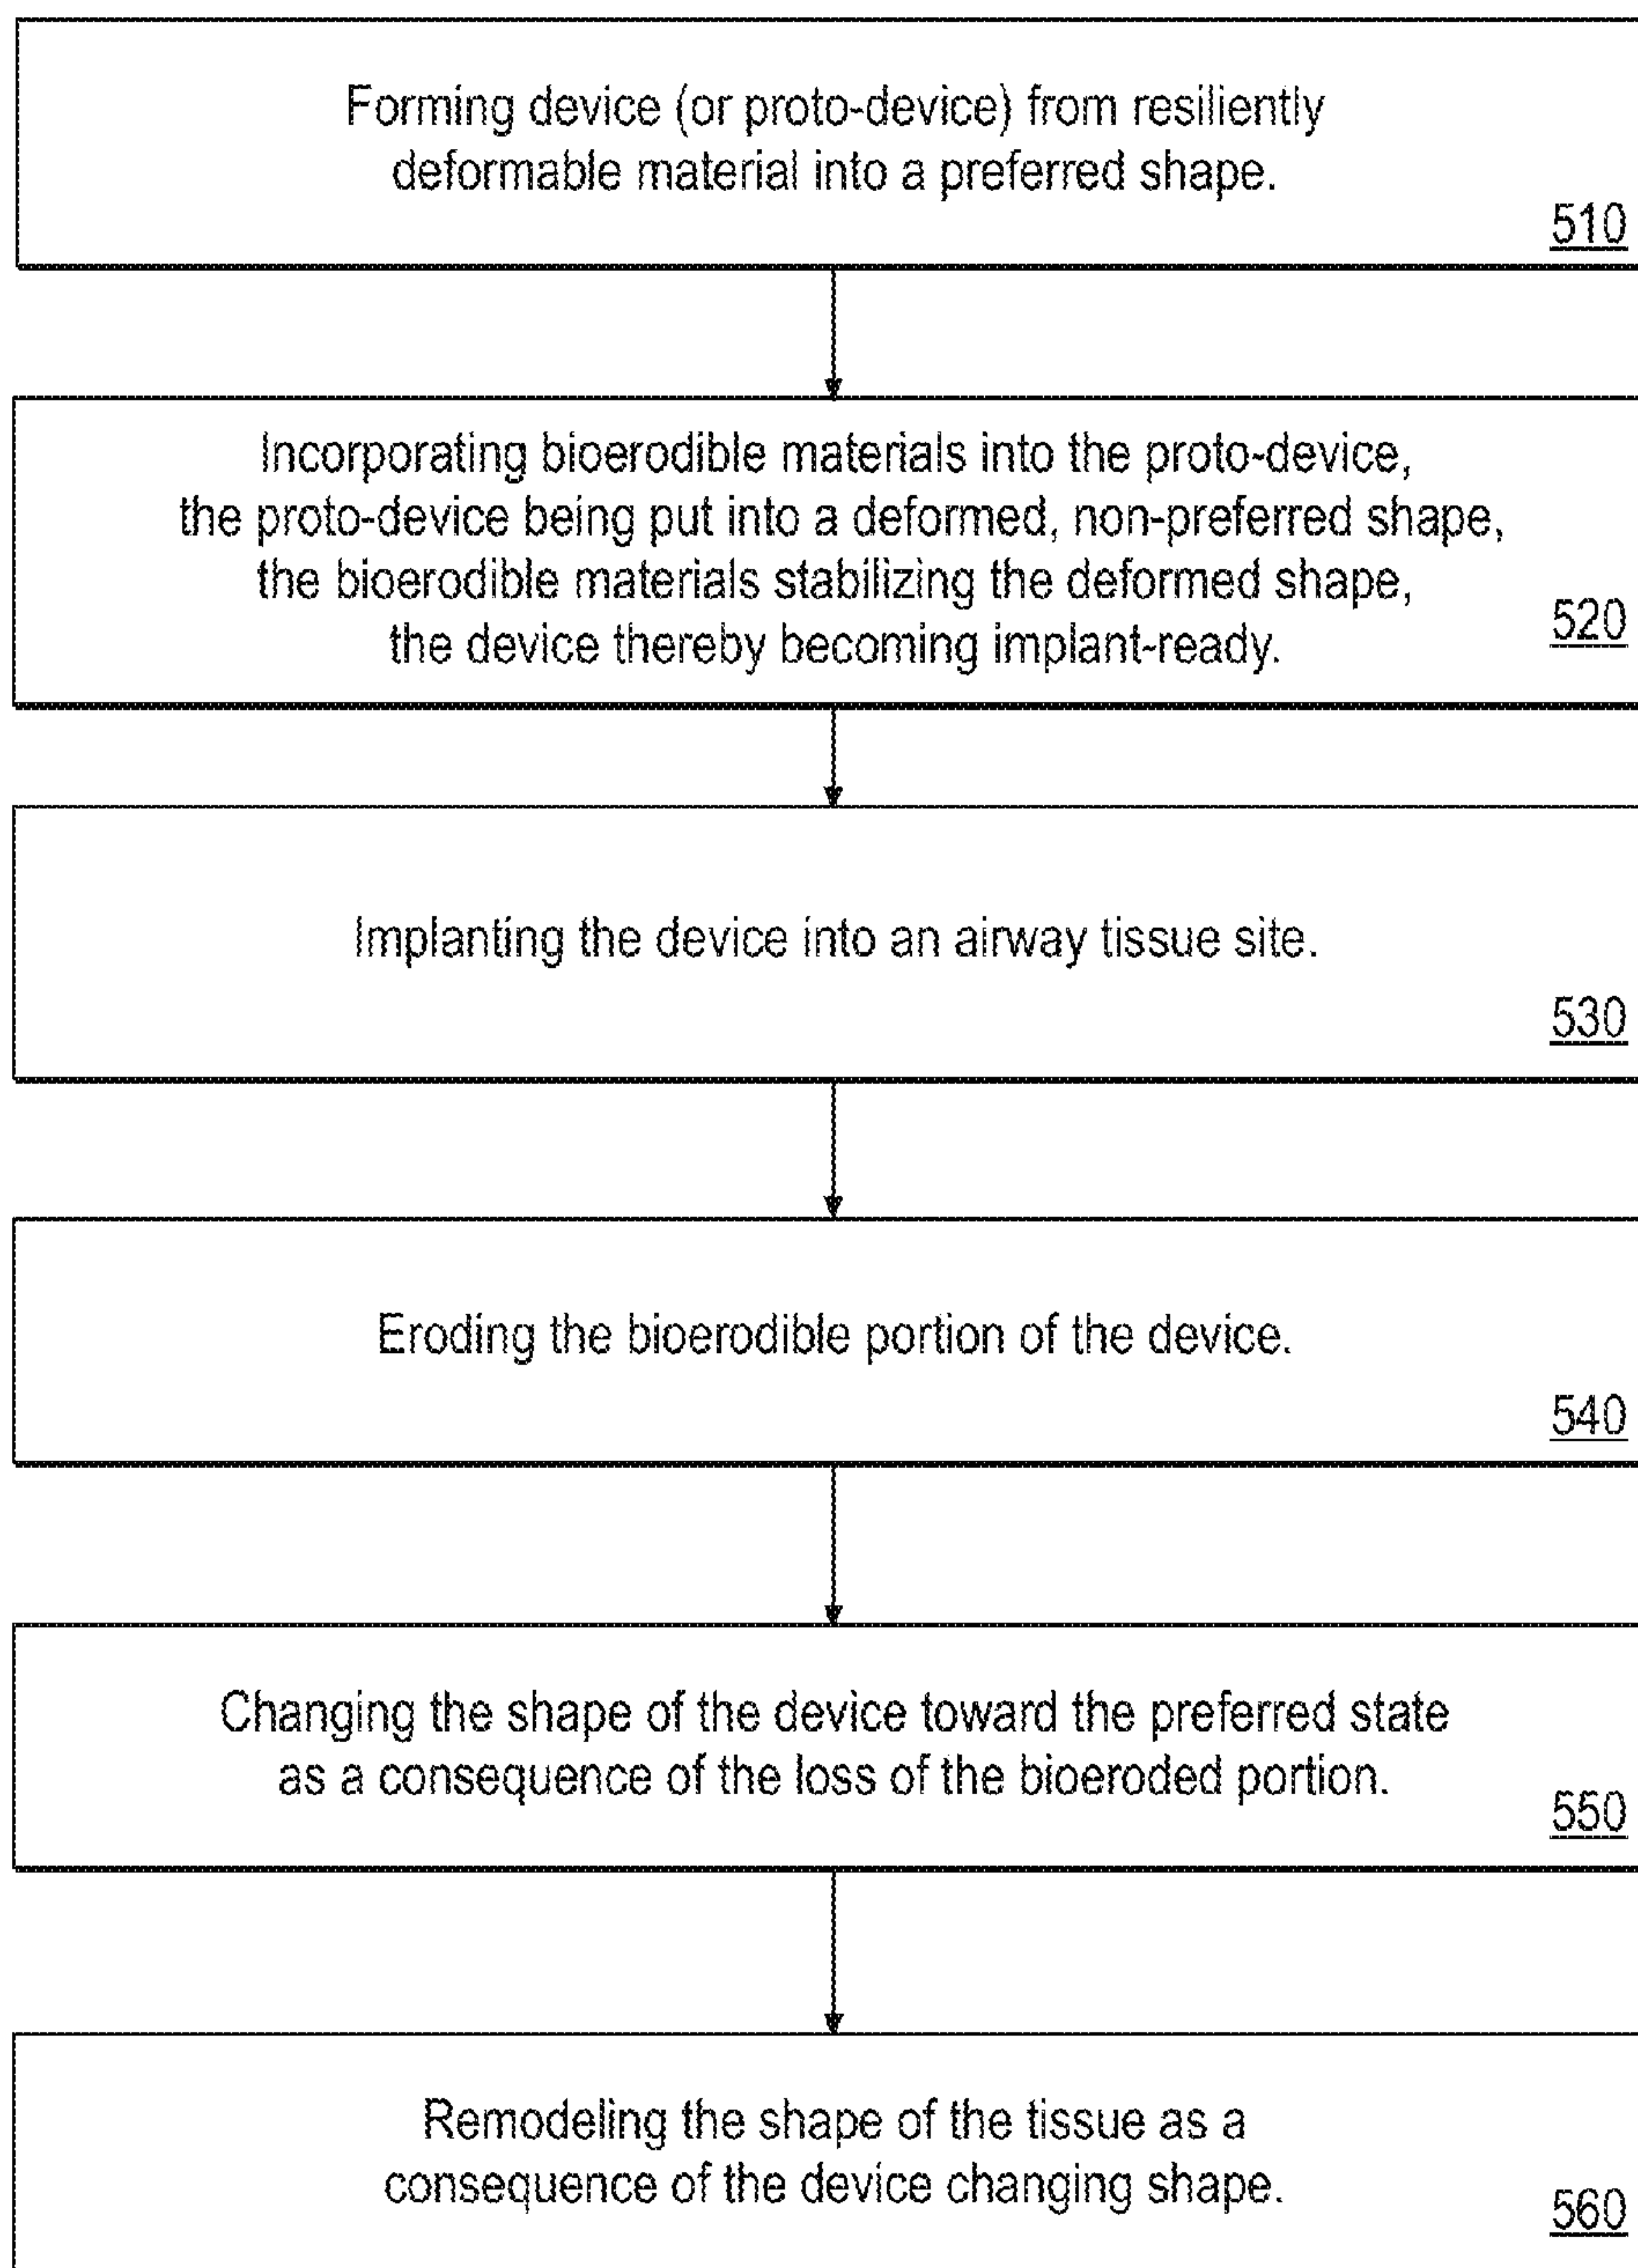 Forming device (or proto-device) from resiliently
deformable material into a preferred shape.
510
Incorporating bioerodible materials into the proto-device,
the proto-device being put into a deformed, non-preferred shape,
the bioerodible materials stabilizing the deformed shape,
the device thereby becoming implant-ready.
520
Implanting the device into an airway tissue site.
530
Eroding the bioerodible portion of the device.
540
Changing the shape of the device toward the preferred state
as a consequence of the loss of the bioeroded portion.
550
Remodeling the shape of the tissue as a
consequence of the device changing shape.
560